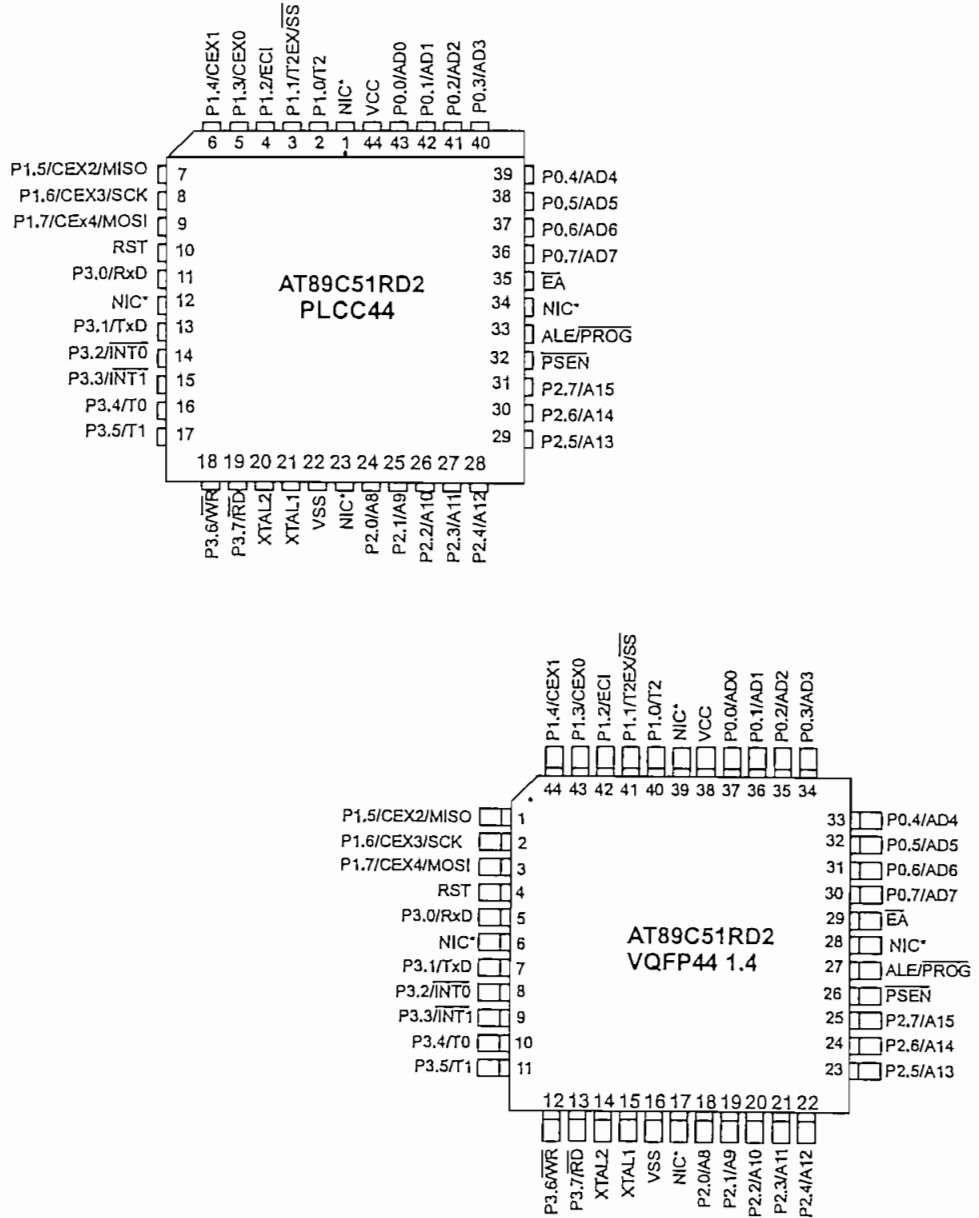 P1.4/CEX1
P1.3/CEX0
P1.2/ECI
P1.1/T2EX/S̅S̅
P1.0/T2
NIC*
VCC
P0.0/AD0
P0.1/AD1
P0.2/AD2
P0.3/AD3
6 5 4 3 2 1 44 43 42 41 40
P1.5/CEX2/MISO 7
P1.6/CEX3/SCK 8
P1.7/CEx4/MOSI 9
RST 10
P3.0/RxD 11
NIC* 12
P3.1/TxD 13
P3.2/I̅N̅T̅0̅ 14
P3.3/I̅N̅T̅1̅ 15
P3.4/T0 16
P3.5/T1 17
AT89C51RD2
PLCC44
39 P0.4/AD4
38 P0.5/AD5
37 P0.6/AD6
36 P0.7/AD7
35 E̅A̅
34 NIC*
33 ALE/P̅R̅O̅G̅
32 P̅S̅E̅N̅
31 P2.7/A15
30 P2.6/A14
29 P2.5/A13
18 19 20 21 22 23 24 25 26 27 28
P3.6/W̅R̅
P3.7/R̅D̅
XTAL2
XTAL1
VSS
NIC*
P2.0/A8
P2.1/A9
P2.2/A10
P2.3/A11
P2.4/A12
P1.4/CEX1
P1.3/CEX0
P1.2/ECI
P1.1/T2EX/S̅S̅
P1.0/T2
NIC*
VCC
P0.0/AD0
P0.1/AD1
P0.2/AD2
P0.3/AD3
44 43 42 41 40 39 38 37 36 35 34
P1.5/CEX2/MISO 1
P1.6/CEX3/SCK 2
P1.7/CEX4/MOSI 3
RST 4
P3.0/RxD 5
NIC* 6
P3.1/TxD 7
P3.2/I̅N̅T̅0̅ 8
P3.3/I̅N̅T̅1̅ 9
P3.4/T0 10
P3.5/T1 11
AT89C51RD2
VQFP44 1.4
33 P0.4/AD4
32 P0.5/AD5
31 P0.6/AD6
30 P0.7/AD7
29 E̅A̅
28 NIC*
27 ALE/P̅R̅O̅G̅
26 P̅S̅E̅N̅
25 P2.7/A15
24 P2.6/A14
23 P2.5/A13
12 13 14 15 16 17 18 19 20 21 22
P3.6/W̅R̅
P3.7/R̅D̅
XTAL2
XTAL1
VSS
NIC*
P2.0/A8
P2.1/A9
P2.2/A10
P2.3/A11
P2.4/A12